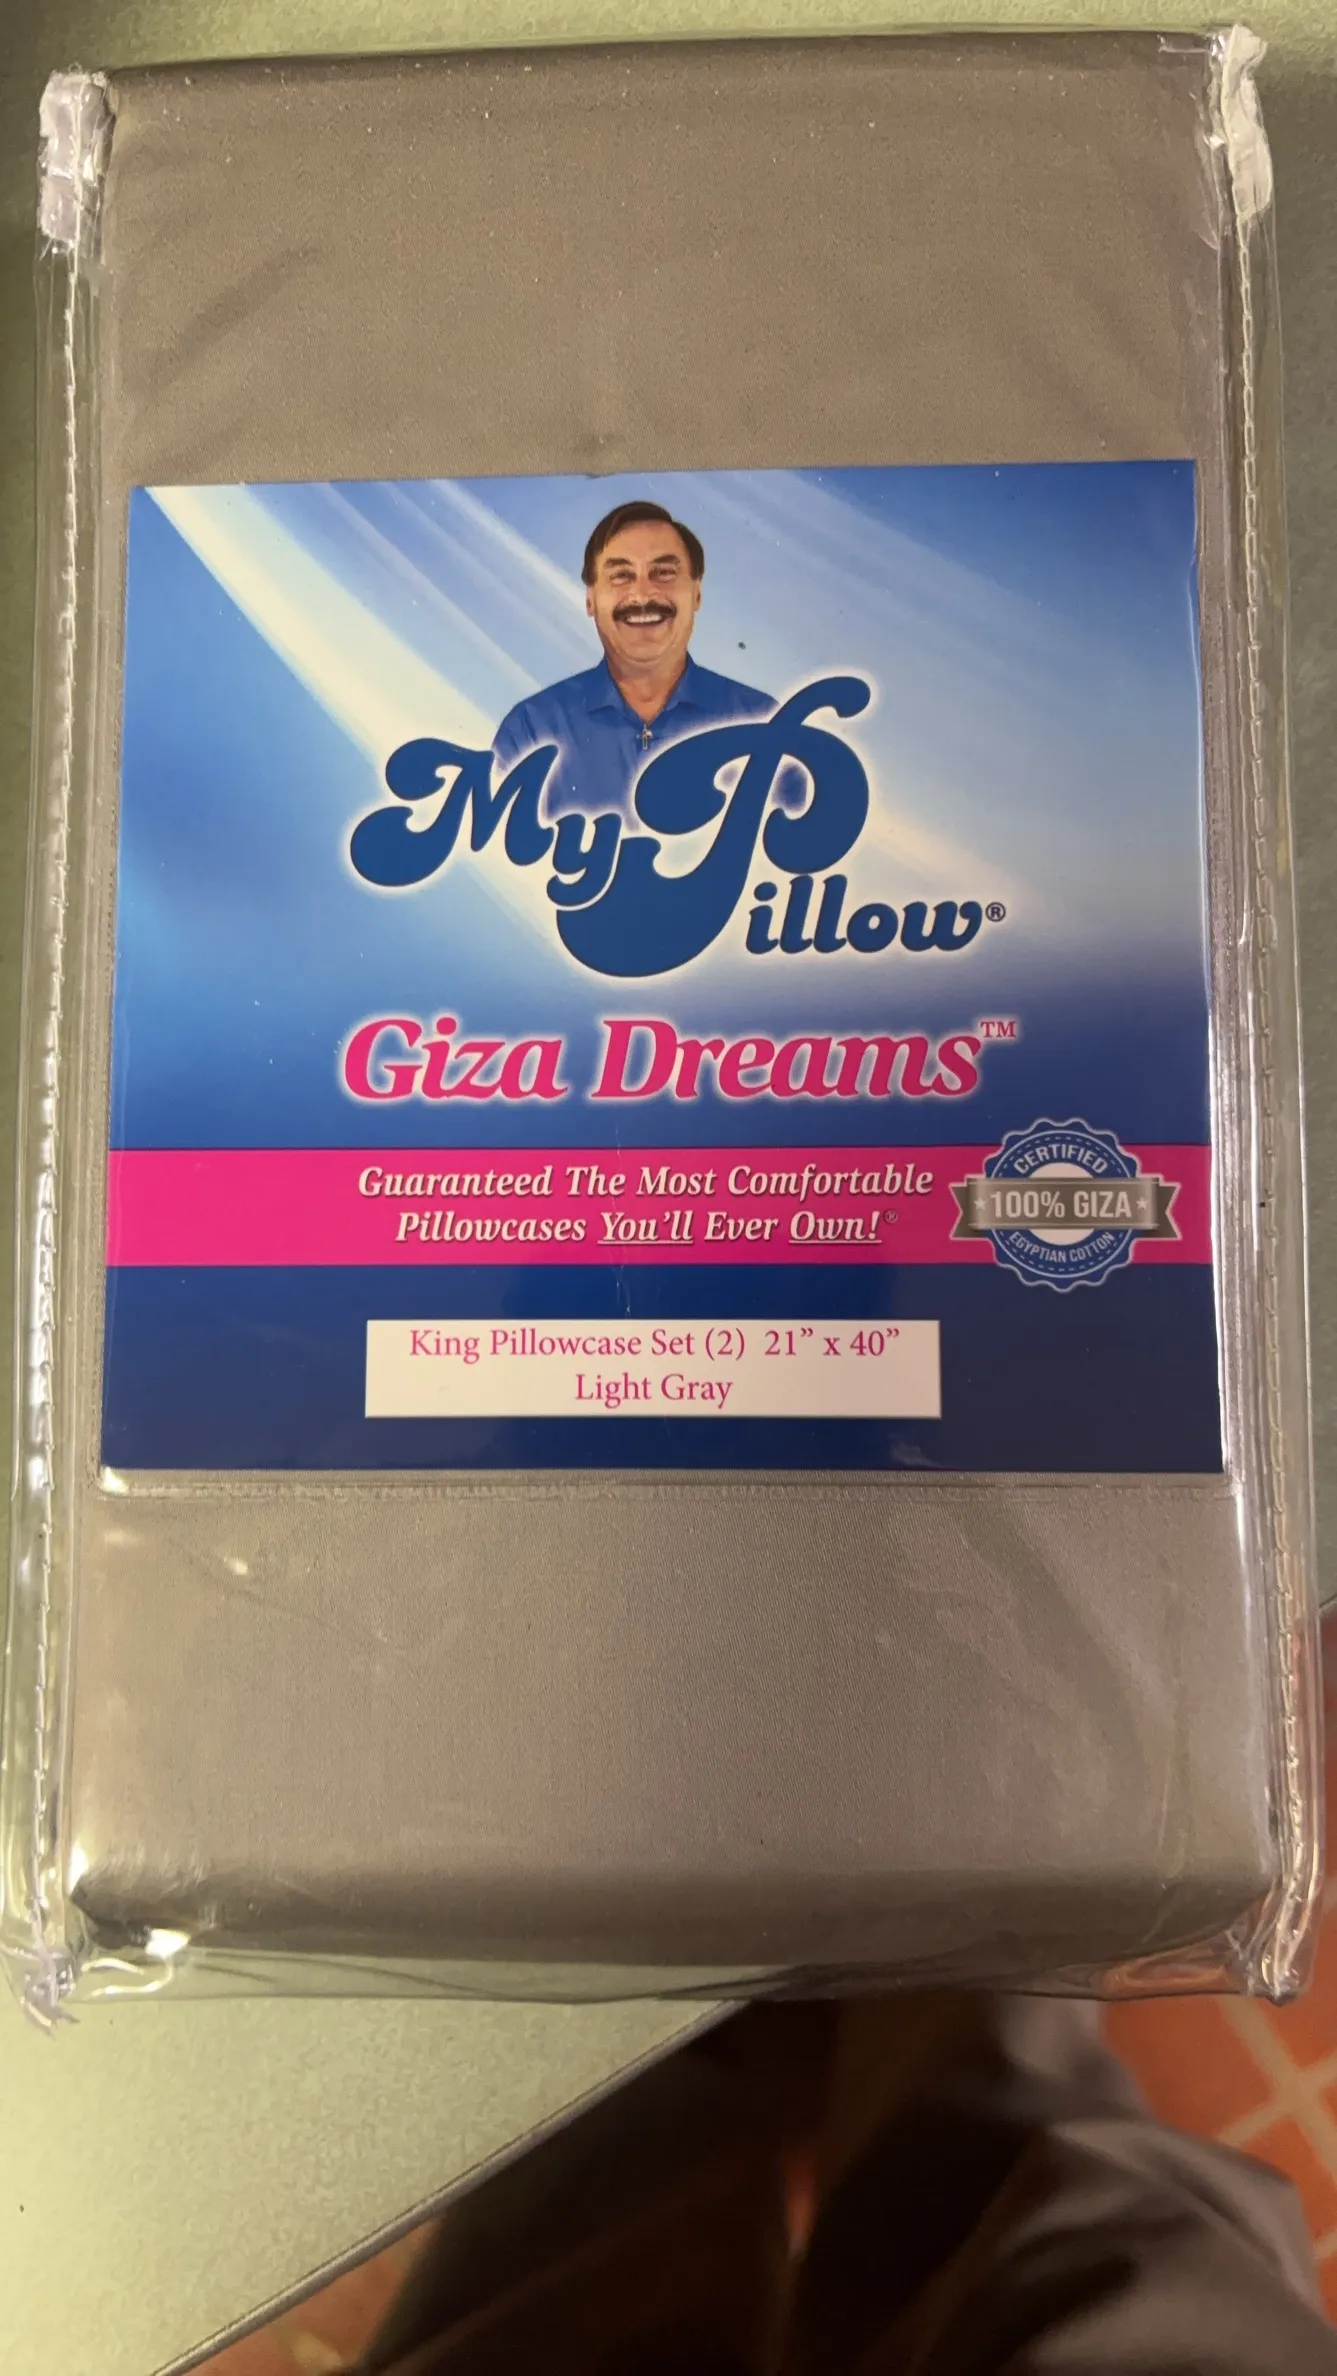 MyPillow®
Giza Dreams™
Guaranteed The Most Comfortable
Pillowcases You'll Ever Own!®
CERTIFIED
100% GIZA
EGYPTIAN COTTON
King Pillowcase Set (2) 21” x 40”
Light Gray